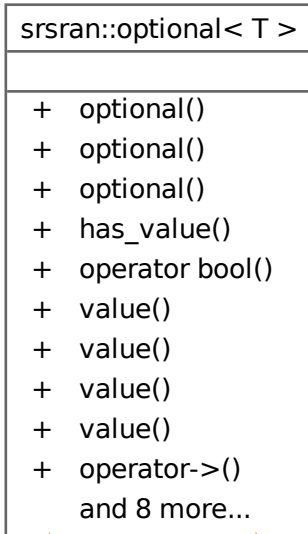 srsran::optional< T >
+ optional()
+ optional()
+ optional()
+ has_value()
+ operator bool()
+ value()
+ value()
+ value()
+ value()
+ operator->()
and 8 more...